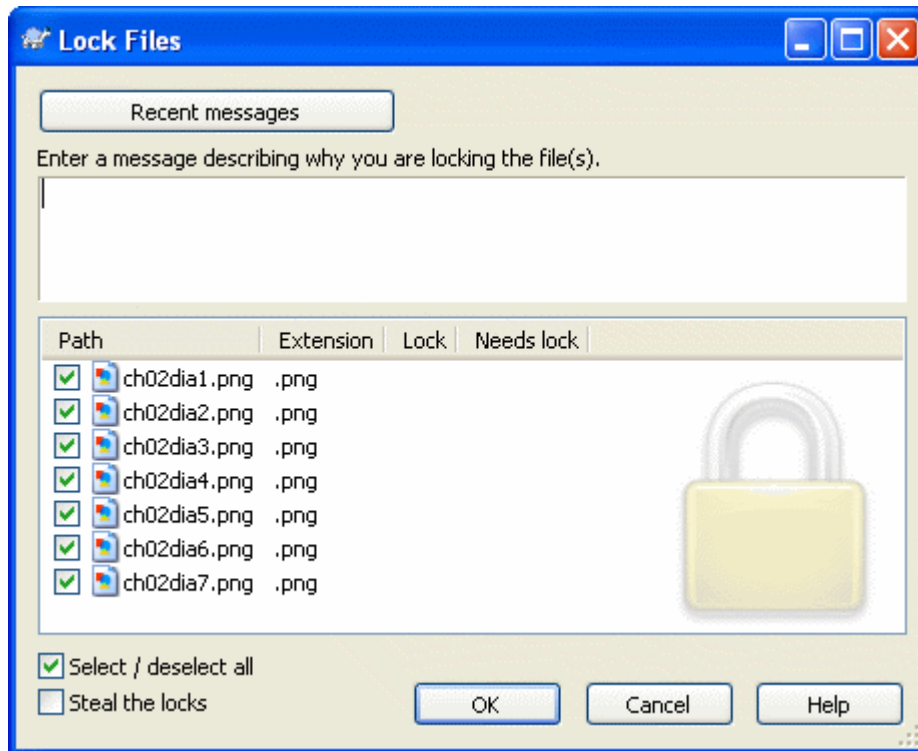 Lock Files
Recent messages
Enter a message describing why you are locking the file(s).
Path Extension Lock Needs lock
ch02dia1.png .png
ch02dia2.png .png
ch02dia3.png .png
ch02dia4.png .png
ch02dia5.png .png
ch02dia6.png .png
ch02dia7.png .png
Select / deselect all
Steal the locks
OK Cancel Help